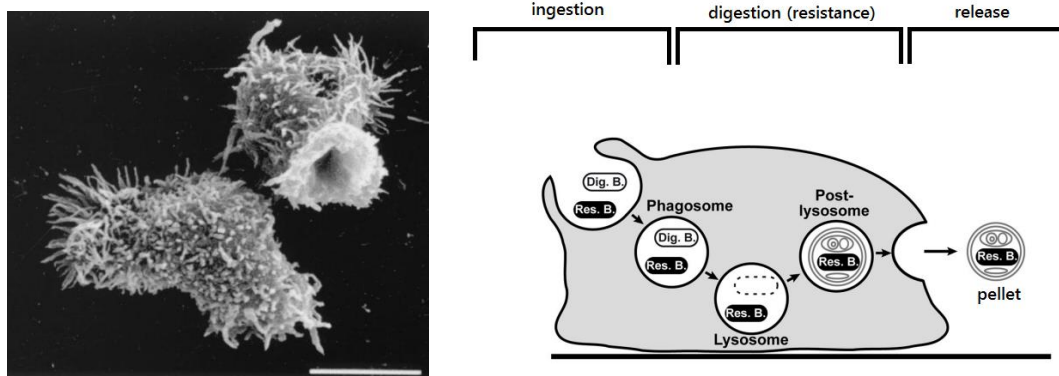 ingestion
digestion (resistance)
release
Dig. B.
Res. B.
Phagosome
Dig. B.
Res. B.
Res. B.
Lysosome
Post-
lysosome
Res. B.
Res. B.
pellet